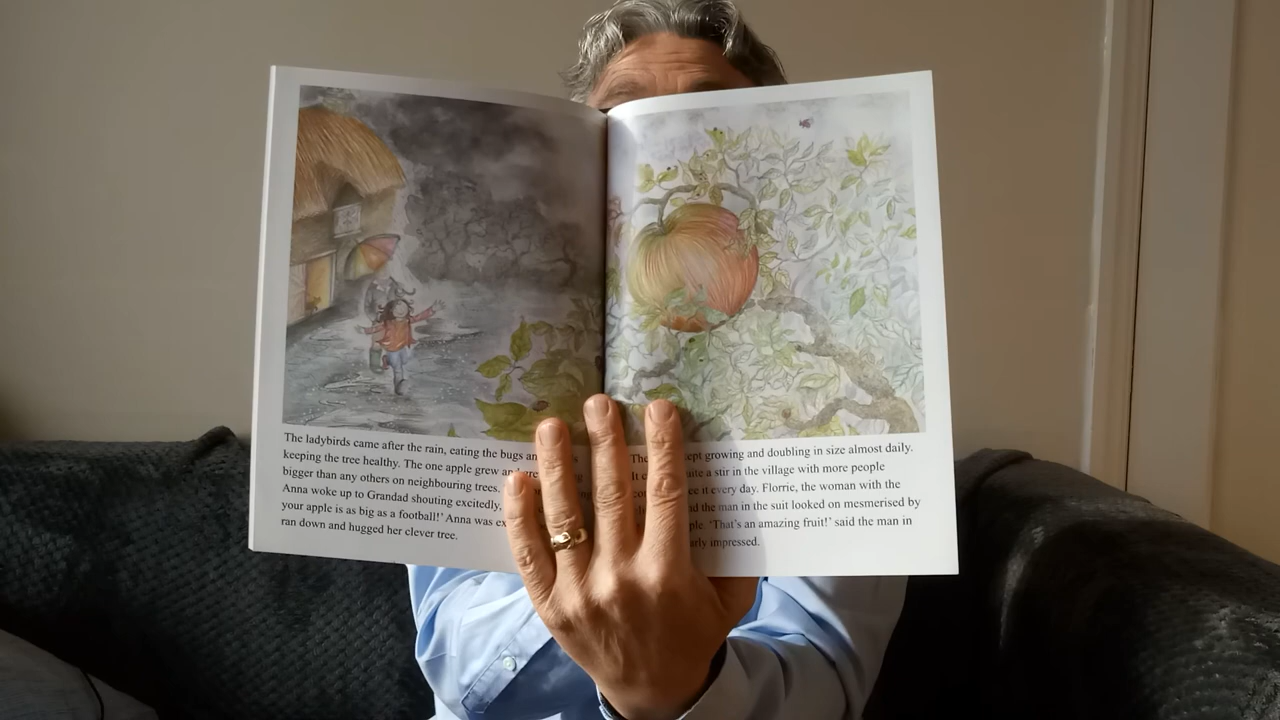 The ladybirds came after the rain, eating the bugs an
keeping the tree healthy. The one apple grew and gre
bigger than any others on neighbouring trees.
Anna woke up to Grandad shouting excitedly,
your apple is as big as a football!’ Anna was ex
ran down and hugged her clever tree.
The ept growing and doubling in size almost daily.
It uite a stir in the village with more people
e it every day. Florrie, the woman with the
nd the man in the suit looked on mesmerised by
ple. ‘That’s an amazing fruit!’ said the man in
arly impressed.